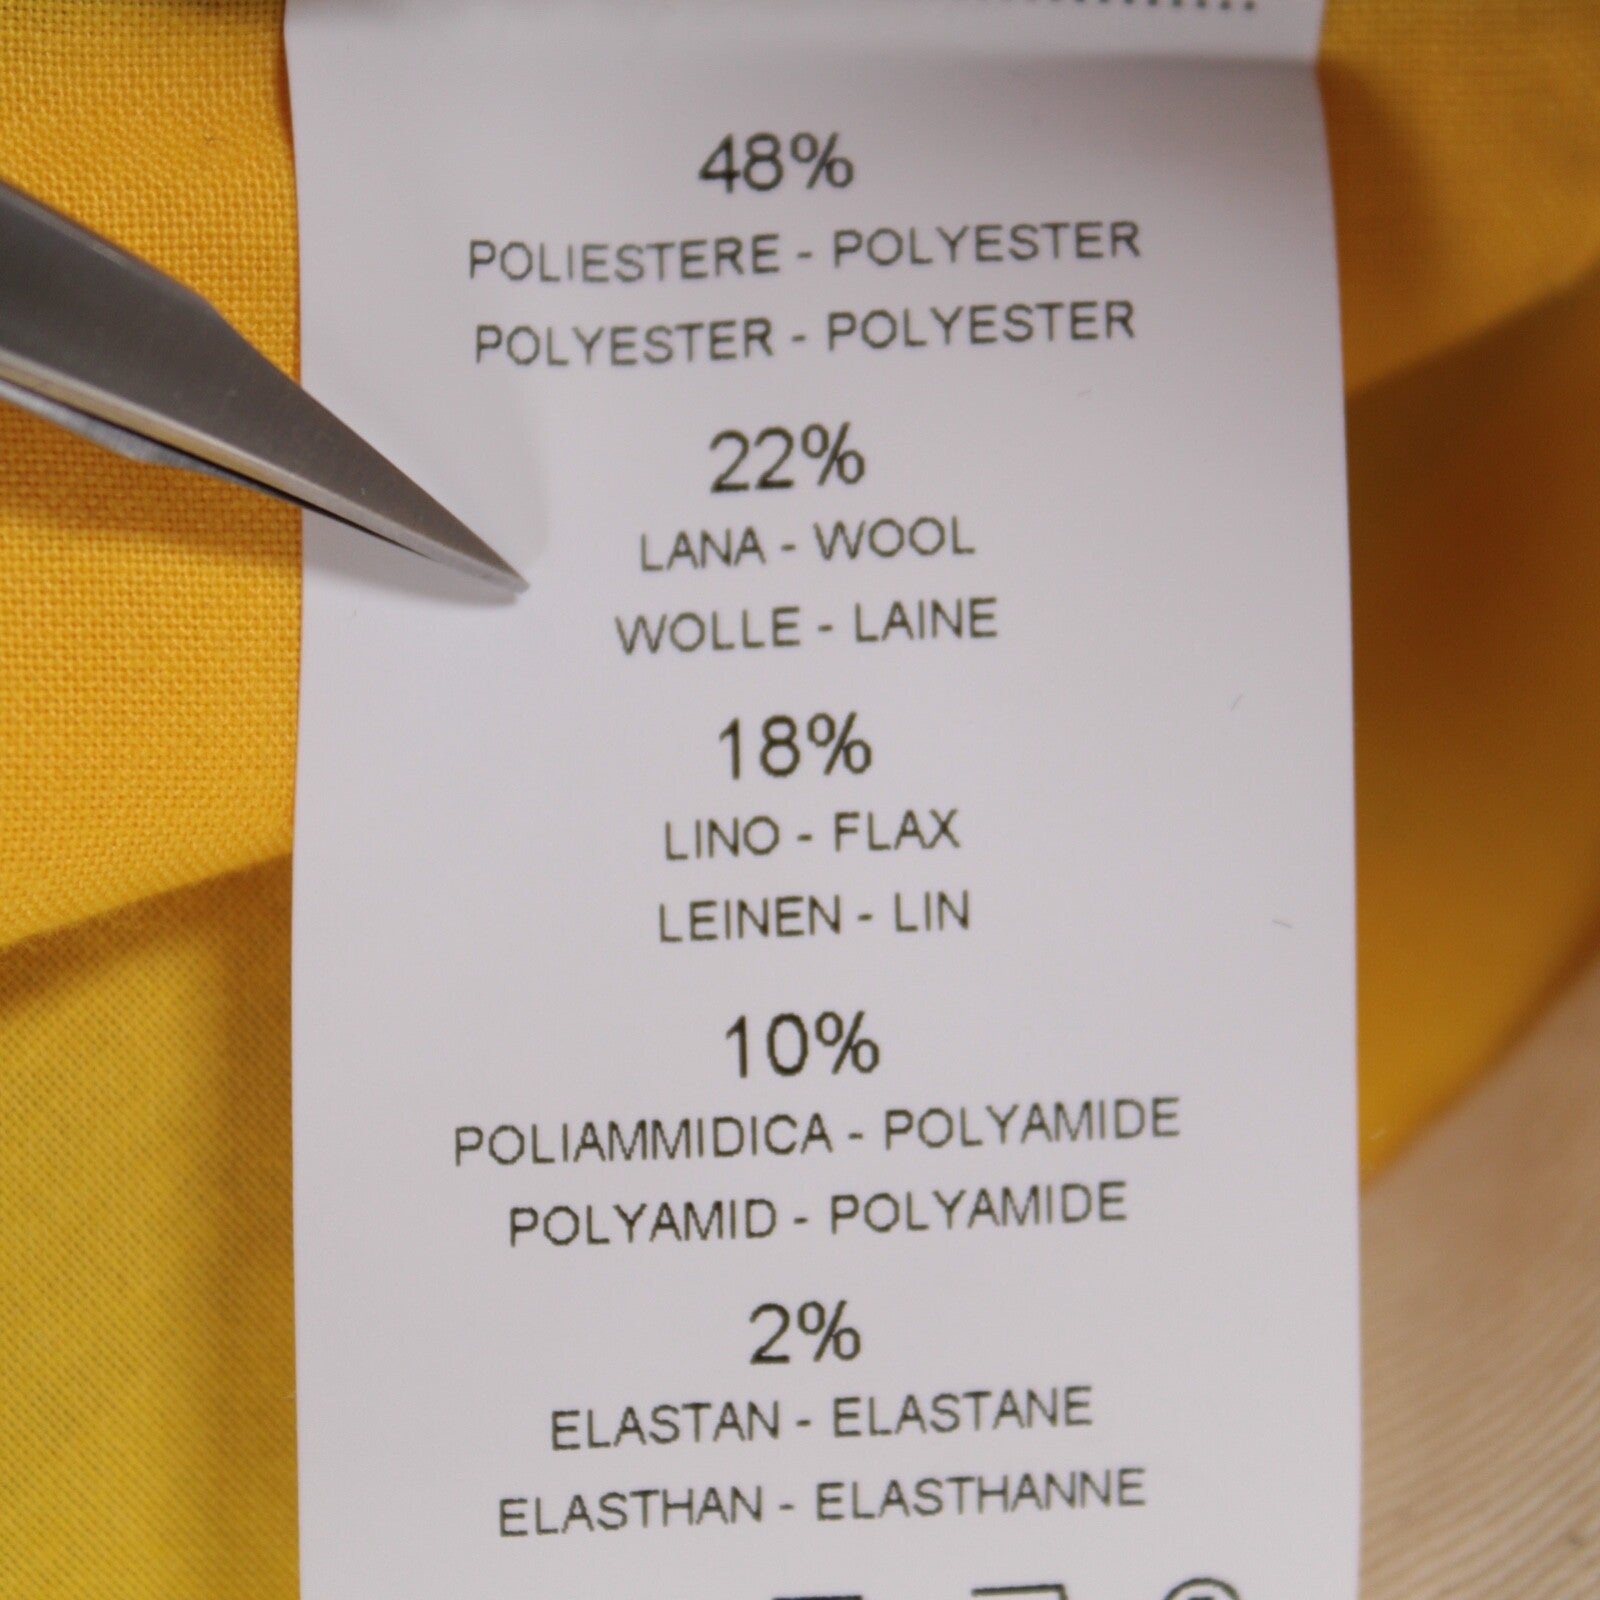 48%
POLIESTERE - POLYESTER
POLYESTER - POLYESTER
22%
LANA - WOOL
WOLLE - LAINE
18%
LINO - FLAX
LEINEN - LIN
10%
POLIAMMIDICA - POLYAMIDE
POLYAMID - POLYAMIDE
2%
ELASTAN - ELASTANE
ELASTHAN - ELASTHANNE